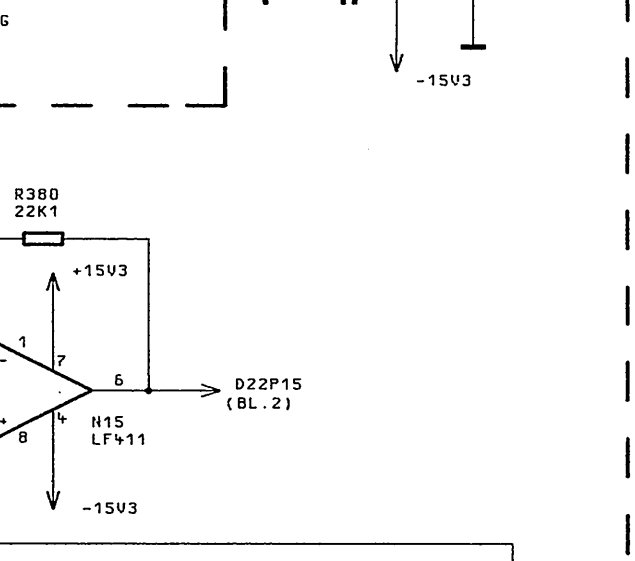 G
-15V3
R380
22K1
+15V3
1
7
-
6
D22P15
(BL.2)
+
4
N15
8
LF411
-15V3